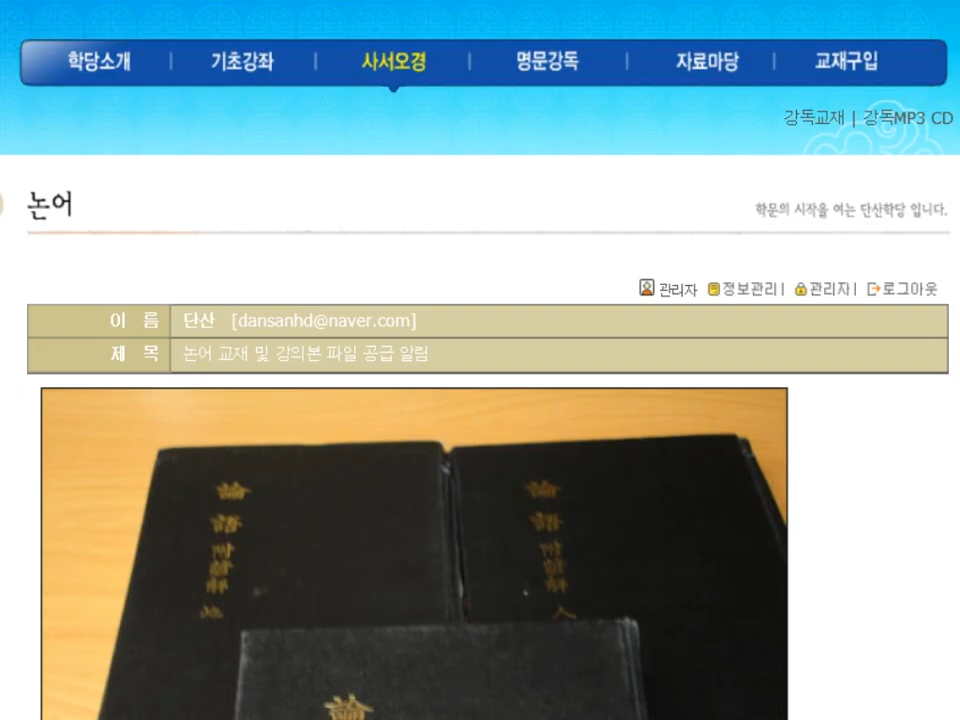 학당소개 | 기초강좌 | 사서오경 | 명문강독 | 자료마당 | 교재구입
강독교재 | 강독MP3 CD
논어
학문의 시작을 여는 단산학당 입니다.
관리자 정보관리 | 관리자 | 로그아웃
이 름 단산 [dansanhd@naver.com]
제 목 논어 교재 및 강의본 파일 공급 알림
論語
論語
論